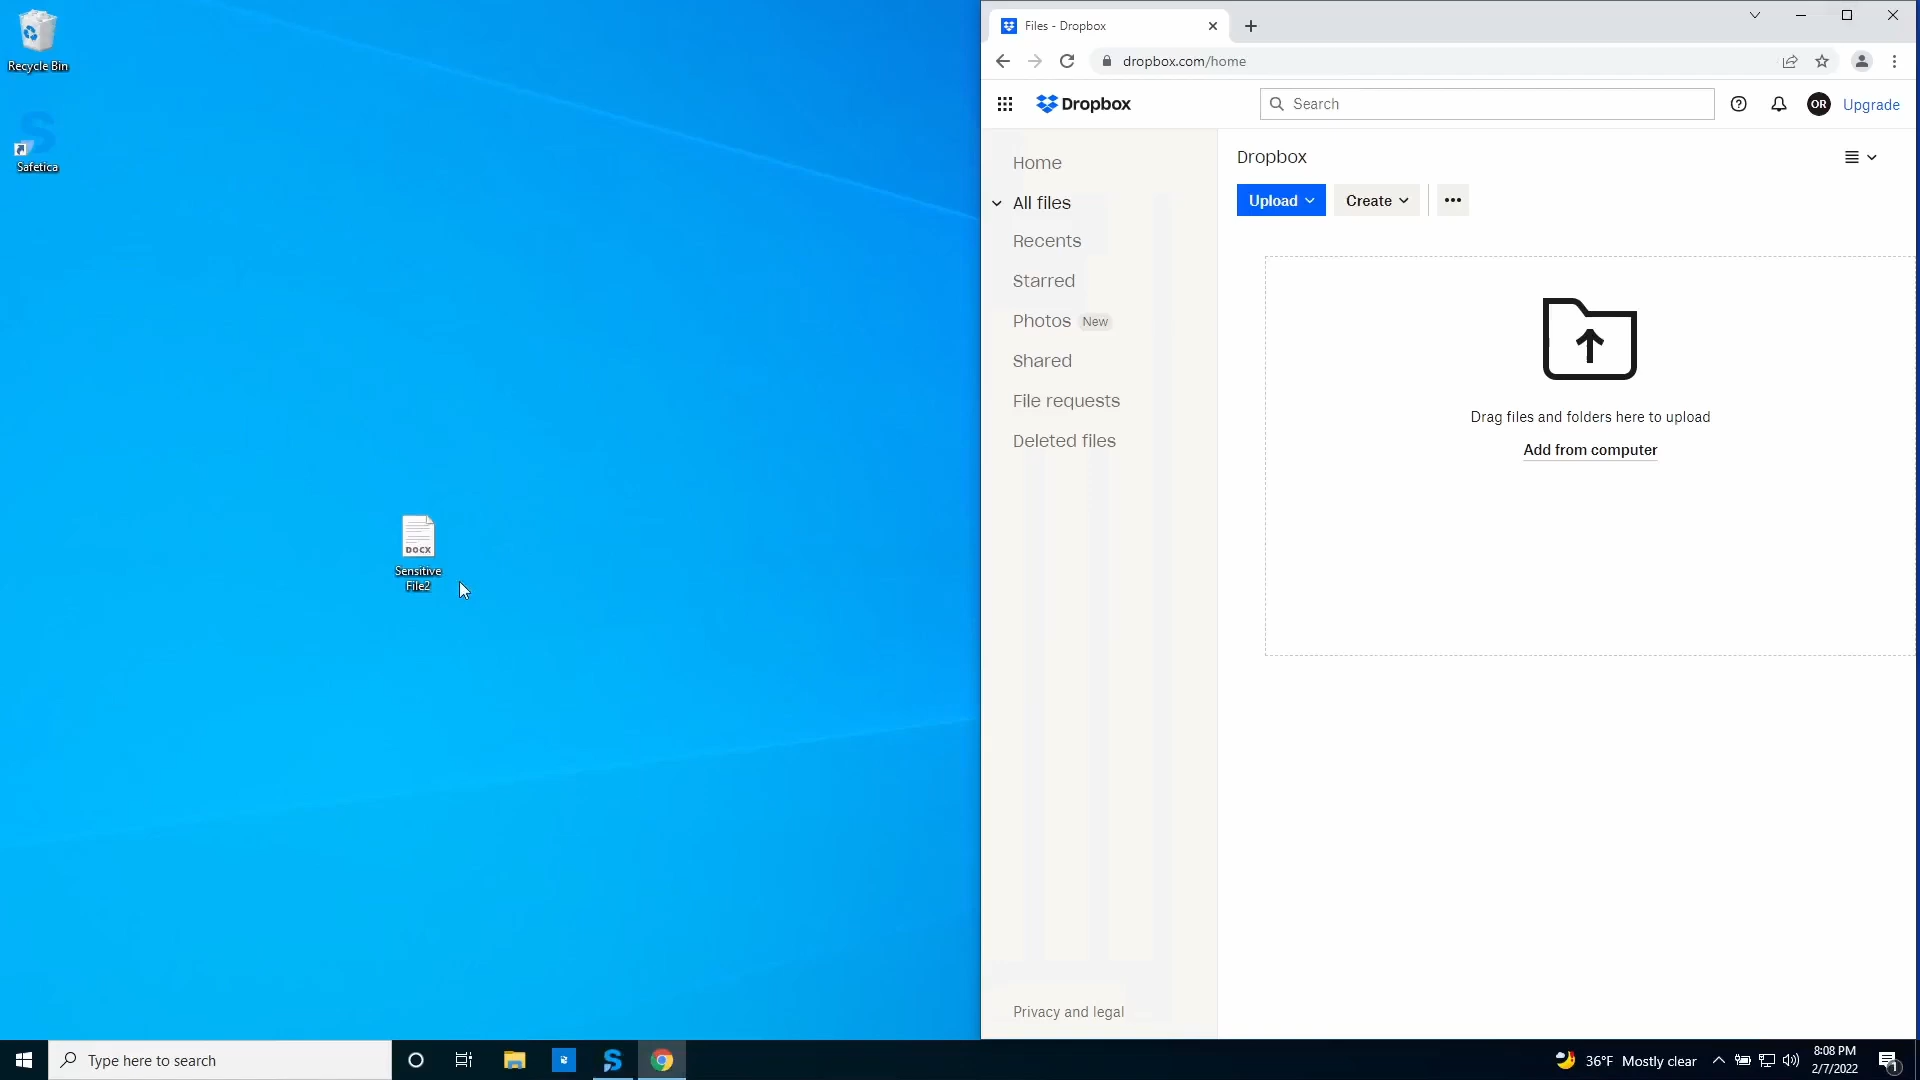 Recycle Bin
Safetica
DOCX
Sensitive
File2
Files - Dropbox
dropbox.com/home
Dropbox
Search
OR
Upgrade
Home
All files
Recents
Starred
Photos New
Shared
File requests
Deleted files
Privacy and legal
Dropbox
Upload
Create
Drag files and folders here to upload
Add from computer
Type here to search
36°F Mostly clear
8:08 PM
2/7/2022
1